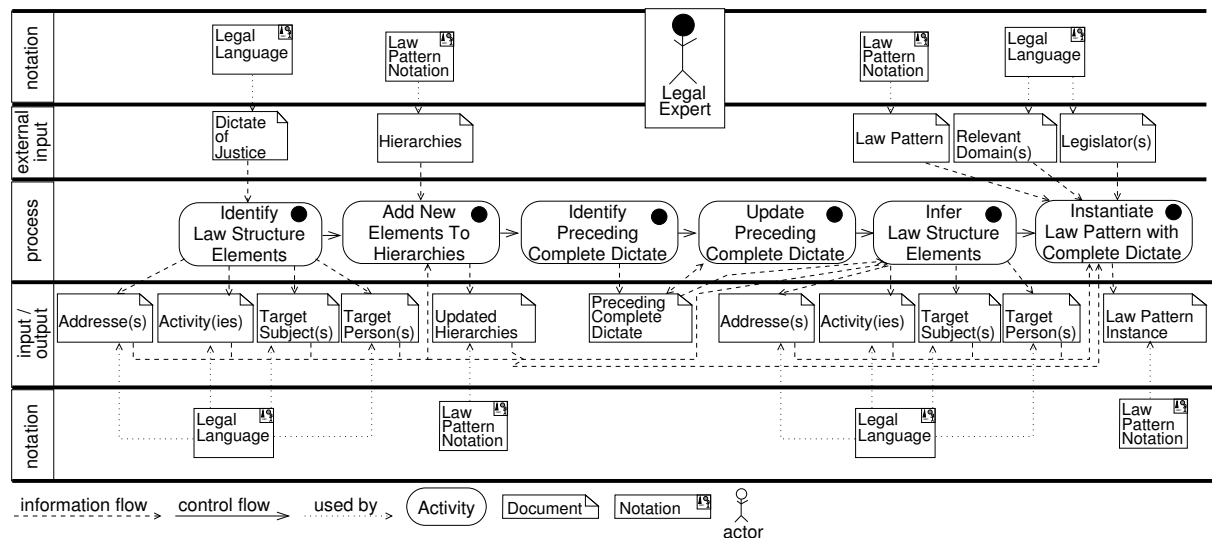 notation
Legal
Language
Law
Pattern
Notation
Legal
Expert
Law
Pattern
Notation
Legal
Language
external
input
Dictate
of
Justice
Hierarchies
Law Pattern
Relevant
Domain(s)
Legislator(s)
process
Identify
Law Structure
Elements
Add New
Elements To
Hierarchies
Identify
Preceding
Complete Dictate
Update
Preceding
Complete Dictate
Infer
Law Structure
Elements
Instantiate
Law Pattern with
Complete Dictate
input /
output
Addresse(s)
Activity(ies)
Target
Subject(s)
Target
Person(s)
Updated
Hierarchies
Preceding
Complete
Dictate
Addresse(s)
Activity(ies)
Target
Subject(s)
Target
Person(s)
Law Pattern
Instance
notation
Legal
Language
Law
Pattern
Notation
Legal
Language
Law
Pattern
Notation
information flow
control flow
used by
Activity
Document
Notation
actor